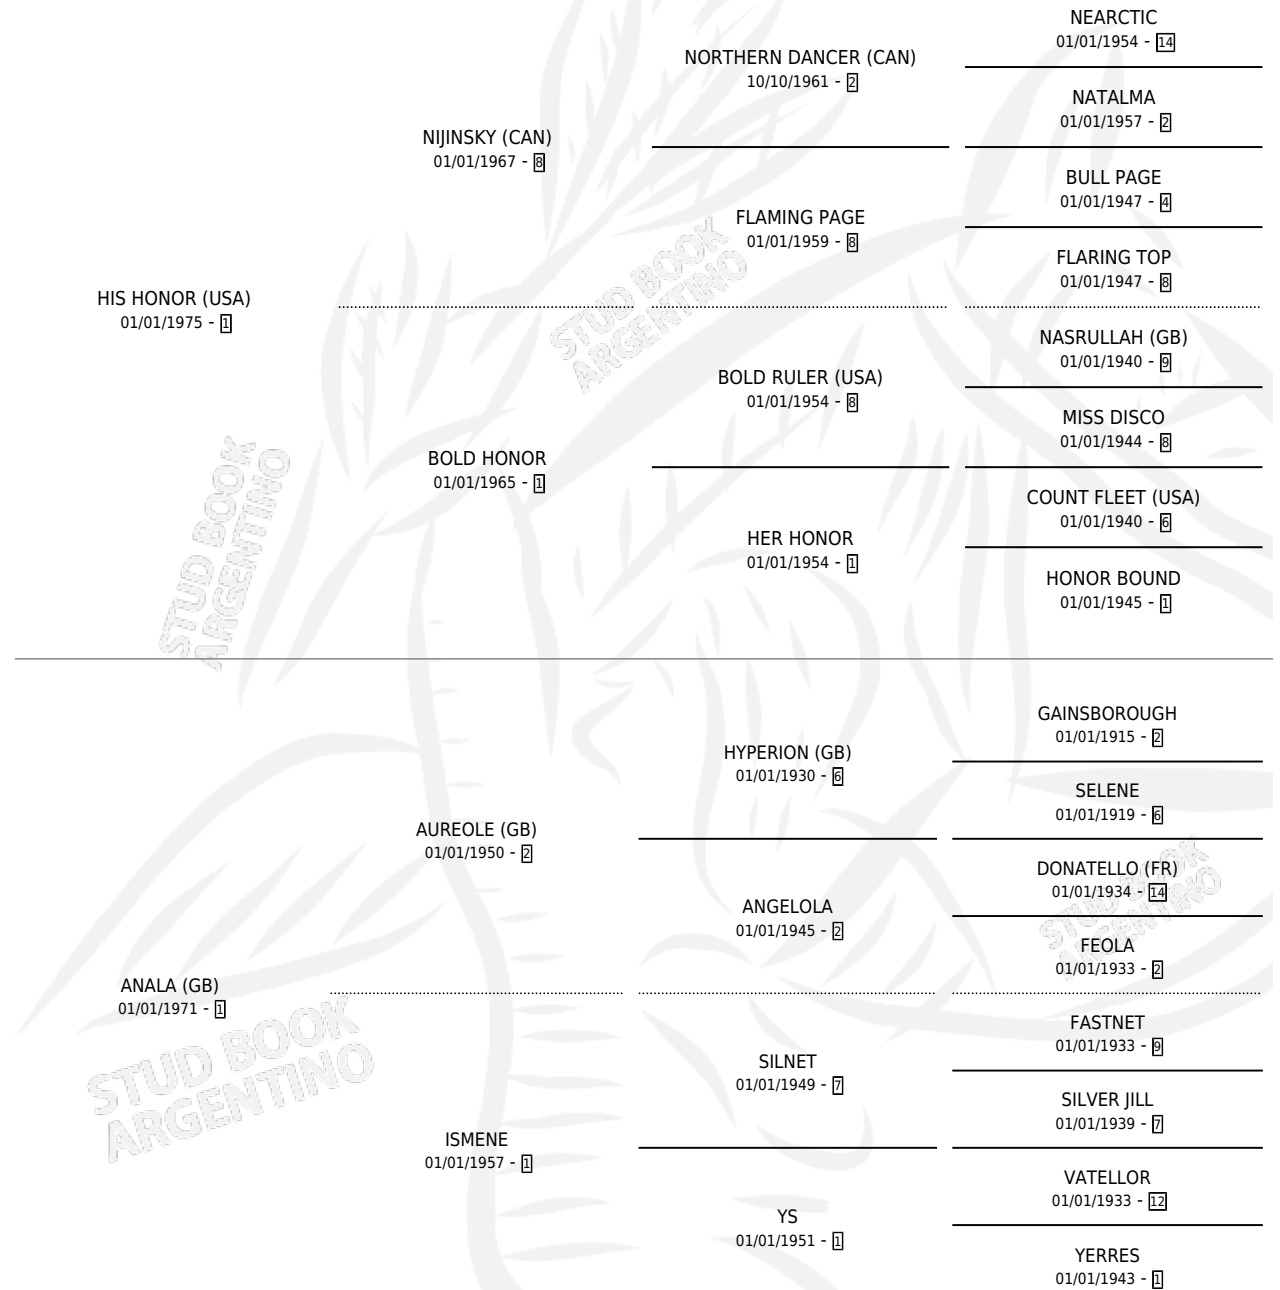 NEARCTIC
01/01/1954 - 14
NORTHERN DANCER (CAN)
10/10/1961 - 2
NATALMA
01/01/1957 - 2
NIJINSKY (CAN)
01/01/1967 - 8
BULL PAGE
01/01/1947 - 4
FLAMING PAGE
01/01/1959 - 8
FLARING TOP
01/01/1947 - 8
HIS HONOR (USA)
01/01/1975 - 1
STUD BOOK
ARGENTINO
NASRULLAH (GB)
01/01/1940 - 9
BOLD RULER (USA)
01/01/1954 - 8
MISS DISCO
01/01/1944 - 8
BOLD HONOR
01/01/1965 - 1
COUNT FLEET (USA)
01/01/1940 - 6
HER HONOR
01/01/1954 - 1
HONOR BOUND
01/01/1945 - 1
STUD BOOK
ARGENTINO
GAINSBOROUGH
01/01/1915 - 2
HYPERION (GB)
01/01/1930 - 6
SELENE
01/01/1919 - 6
AUREOLE (GB)
01/01/1950 - 2
DONATELLO (FR)
01/01/1934 - 14
ANGELOLA
01/01/1945 - 2
FEOLA
01/01/1933 - 2
STUD BOOK
ARGENTINO
ANALA (GB)
01/01/1971 - 1
FASTNET
01/01/1933 - 9
SILNET
01/01/1949 - 7
SILVER JILL
01/01/1939 - 7
STUD BOOK
ARGENTINO
ISMENE
01/01/1957 - 1
VATELLOR
01/01/1933 - 12
YS
01/01/1951 - 1
YERRES
01/01/1943 - 1